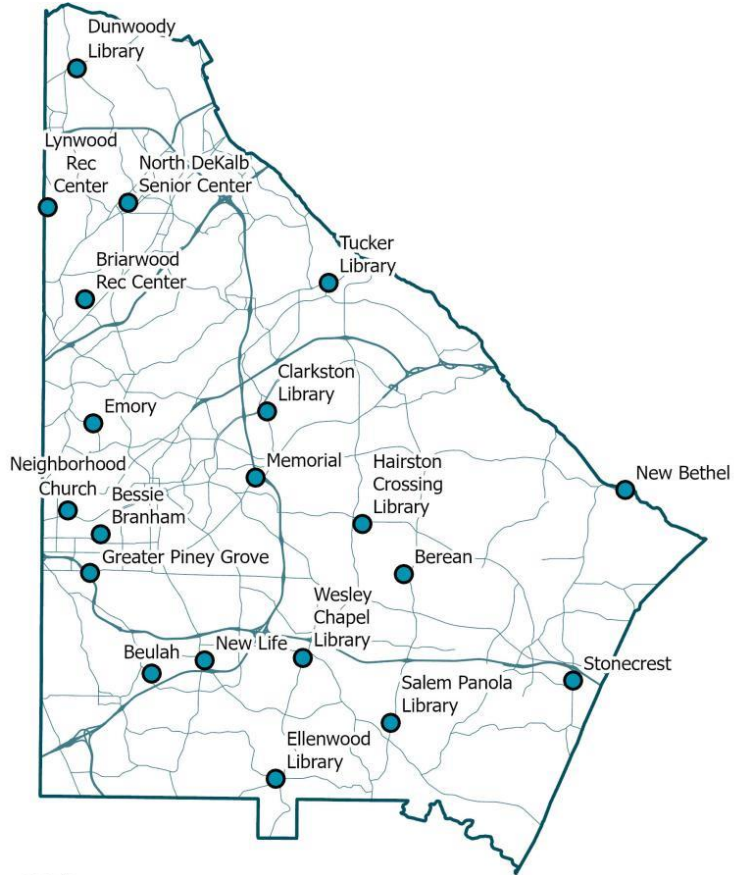 Dunwoody
Library
Lynwood
Rec
Center
North DeKalb
Senior Center
Briarwood
Rec Center
Tucker
Library
Clarkston
Library
Emory
Neighborhood
Church
Bessie
Branham
Memorial
Hairston
Crossing
Library
New Bethel
Greater Piney Grove
Berean
Wesley
Chapel
Library
Beulah
New Life
Stonecrest
Salem Panola
Library
Ellenwood
Library